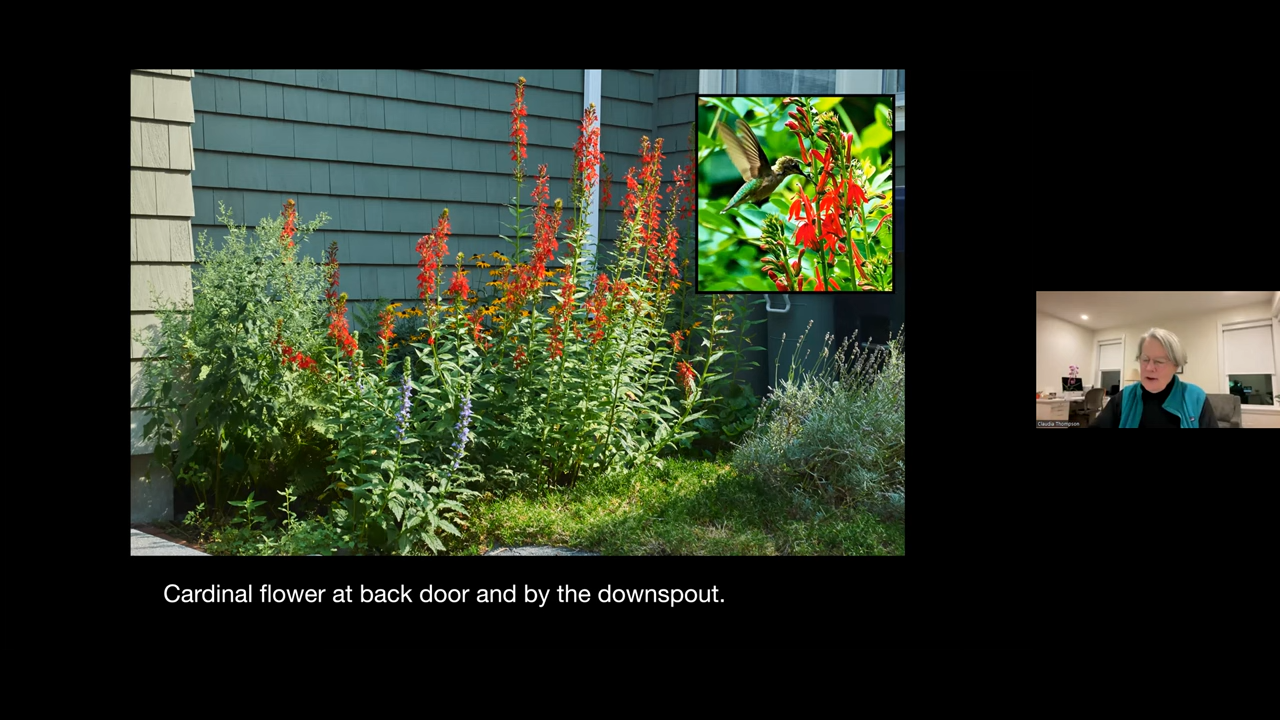 Cardinal flower at back door and by the downspout.
Claudia Thompson